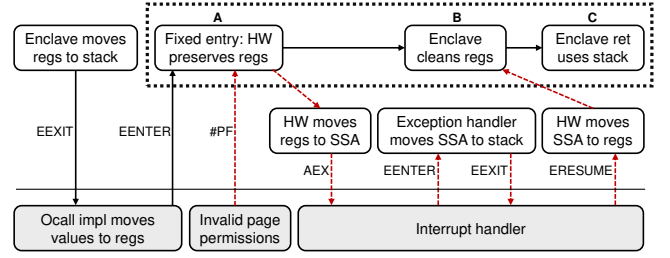 A
B
C
Enclave moves
regs to stack
Fixed entry: HW
preserves regs
Enclave
cleans regs
Enclave ret
uses stack
HW moves
regs to SSA
Exception handler
moves SSA to stack
HW moves
SSA to regs
EEXIT
EENTER
#PF
AEX
EENTER
EEXIT
ERESUME
Ocall impl moves
values to regs
Invalid page
permissions
Interrupt handler